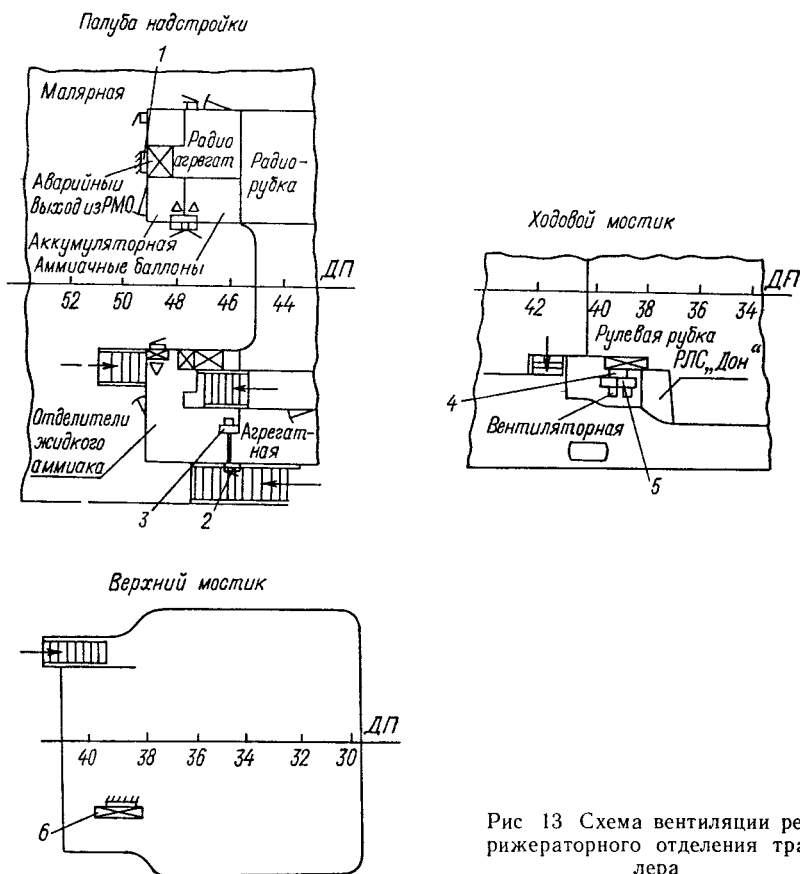 Палуба надстройки
1
Малярная
Радио
агрегат
Радио-
рубка
Аварийный
выход из РМО
Аккумуляторная
Аммиачные баллоны
ДП
52 50 48 46 44
Отделители
жидкого
аммиака
Агрегат-
ная
3 2
Ходовой мостик
ДП
42 40 38 36 34
Рулевая рубка
РЛС „Дон“
4
Вентиляторная
5
Верхний мостик
ДП
40 38 36 34 32 30
6
Рис 13 Схема вентиляции ре
рижераторного отделения тра
лера